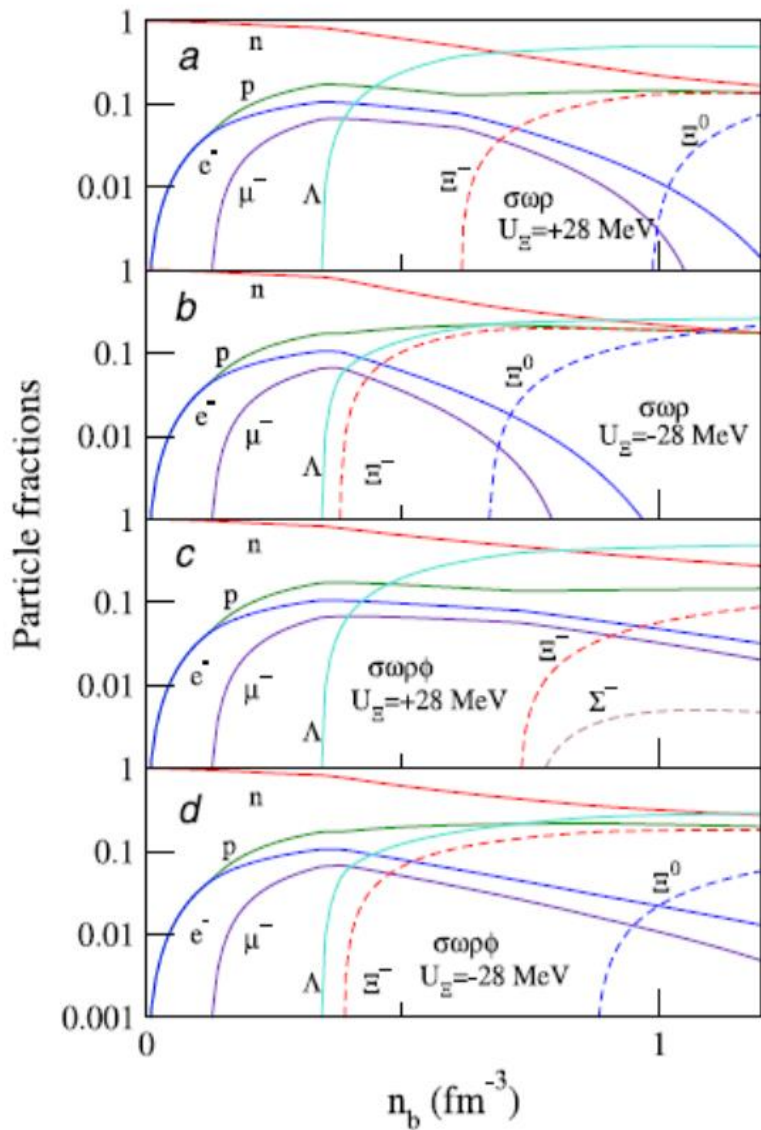 Particle fractions
1
a
n
p
0.1
e⁻
μ⁻
Λ
Ξ⁻
Ξ⁰
0.01
σωρ
U_Ξ=+28 MeV
1
b
n
p
0.1
e⁻
μ⁻
Λ
Ξ⁻
Ξ⁰
0.01
σωρ
U_Ξ=-28 MeV
1
c
n
p
0.1
e⁻
μ⁻
Λ
Ξ⁻
Σ⁻
0.01
σωρφ
U_Ξ=+28 MeV
1
d
n
p
0.1
e⁻
μ⁻
Λ
Ξ⁻
Ξ⁰
0.01
σωρφ
U_Ξ=-28 MeV
0.001
0 1
n_b (fm⁻³)